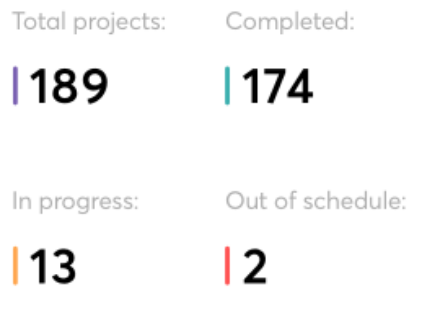 Total projects:
Completed:
189
174
In progress:
Out of schedule:
13
2